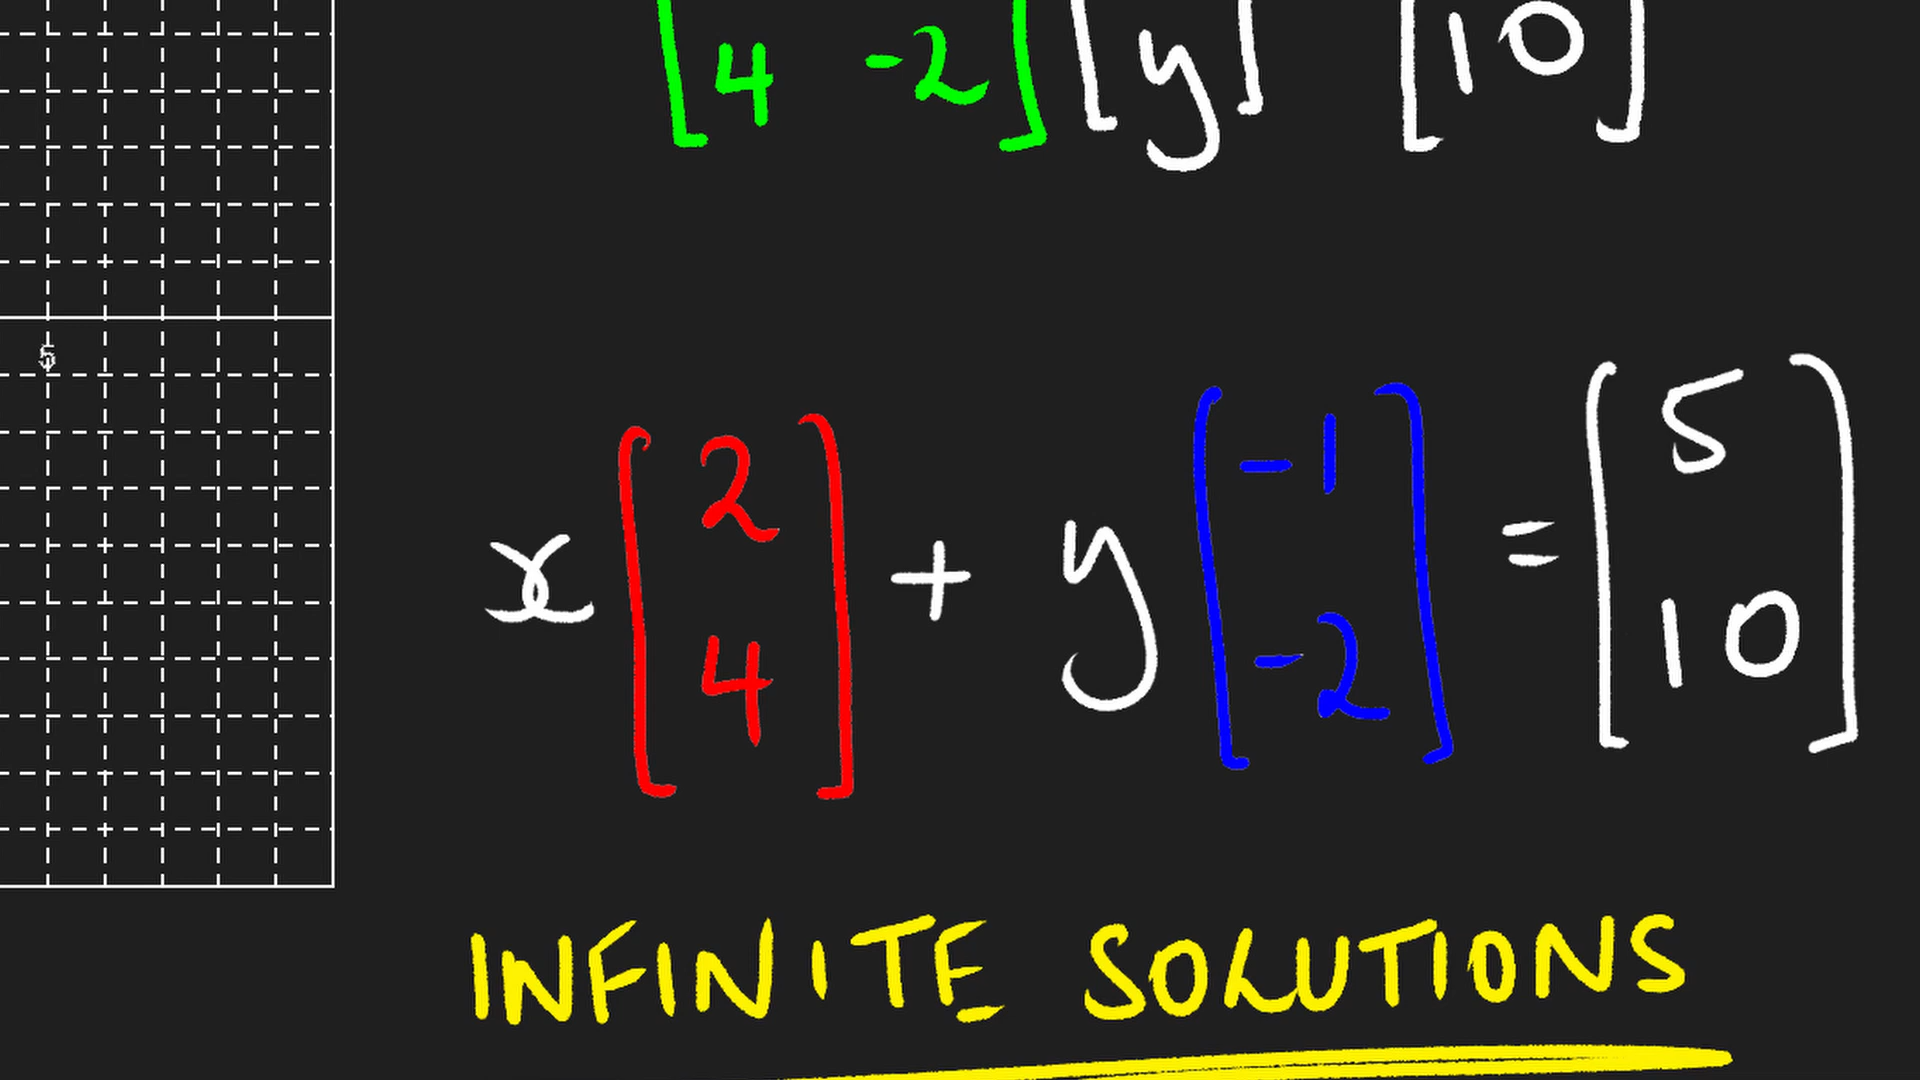 [4 -2] [y] [10]
5
x [2 4] + y [-1 -2] = [5 10]
INFINITE SOLUTIONS